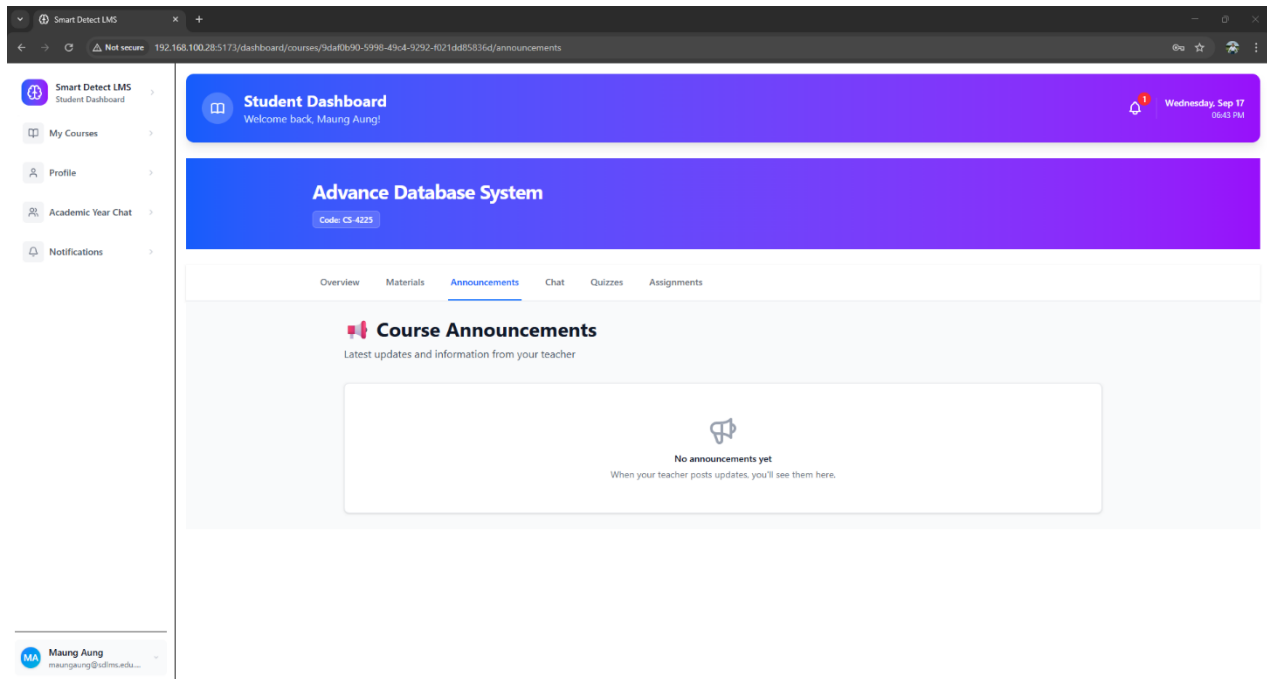 Smart Detect LMS
Not secure 192.168.100.28:5173/dashboard/courses/9daf0b90-5998-49c4-9292-f021dd85836d/announcements
Smart Detect LMS
Student Dashboard
My Courses
Profile
Academic Year Chat
Notifications
Maung Aung
maungaung@sdlms.edu....
MA
Student Dashboard
Welcome back, Maung Aung!
1
Wednesday, Sep 17
06:43 PM
Advance Database System
Code: CS-4225
Overview Materials Announcements Chat Quizzes Assignments
Course Announcements
Latest updates and information from your teacher
No announcements yet
When your teacher posts updates, you'll see them here.